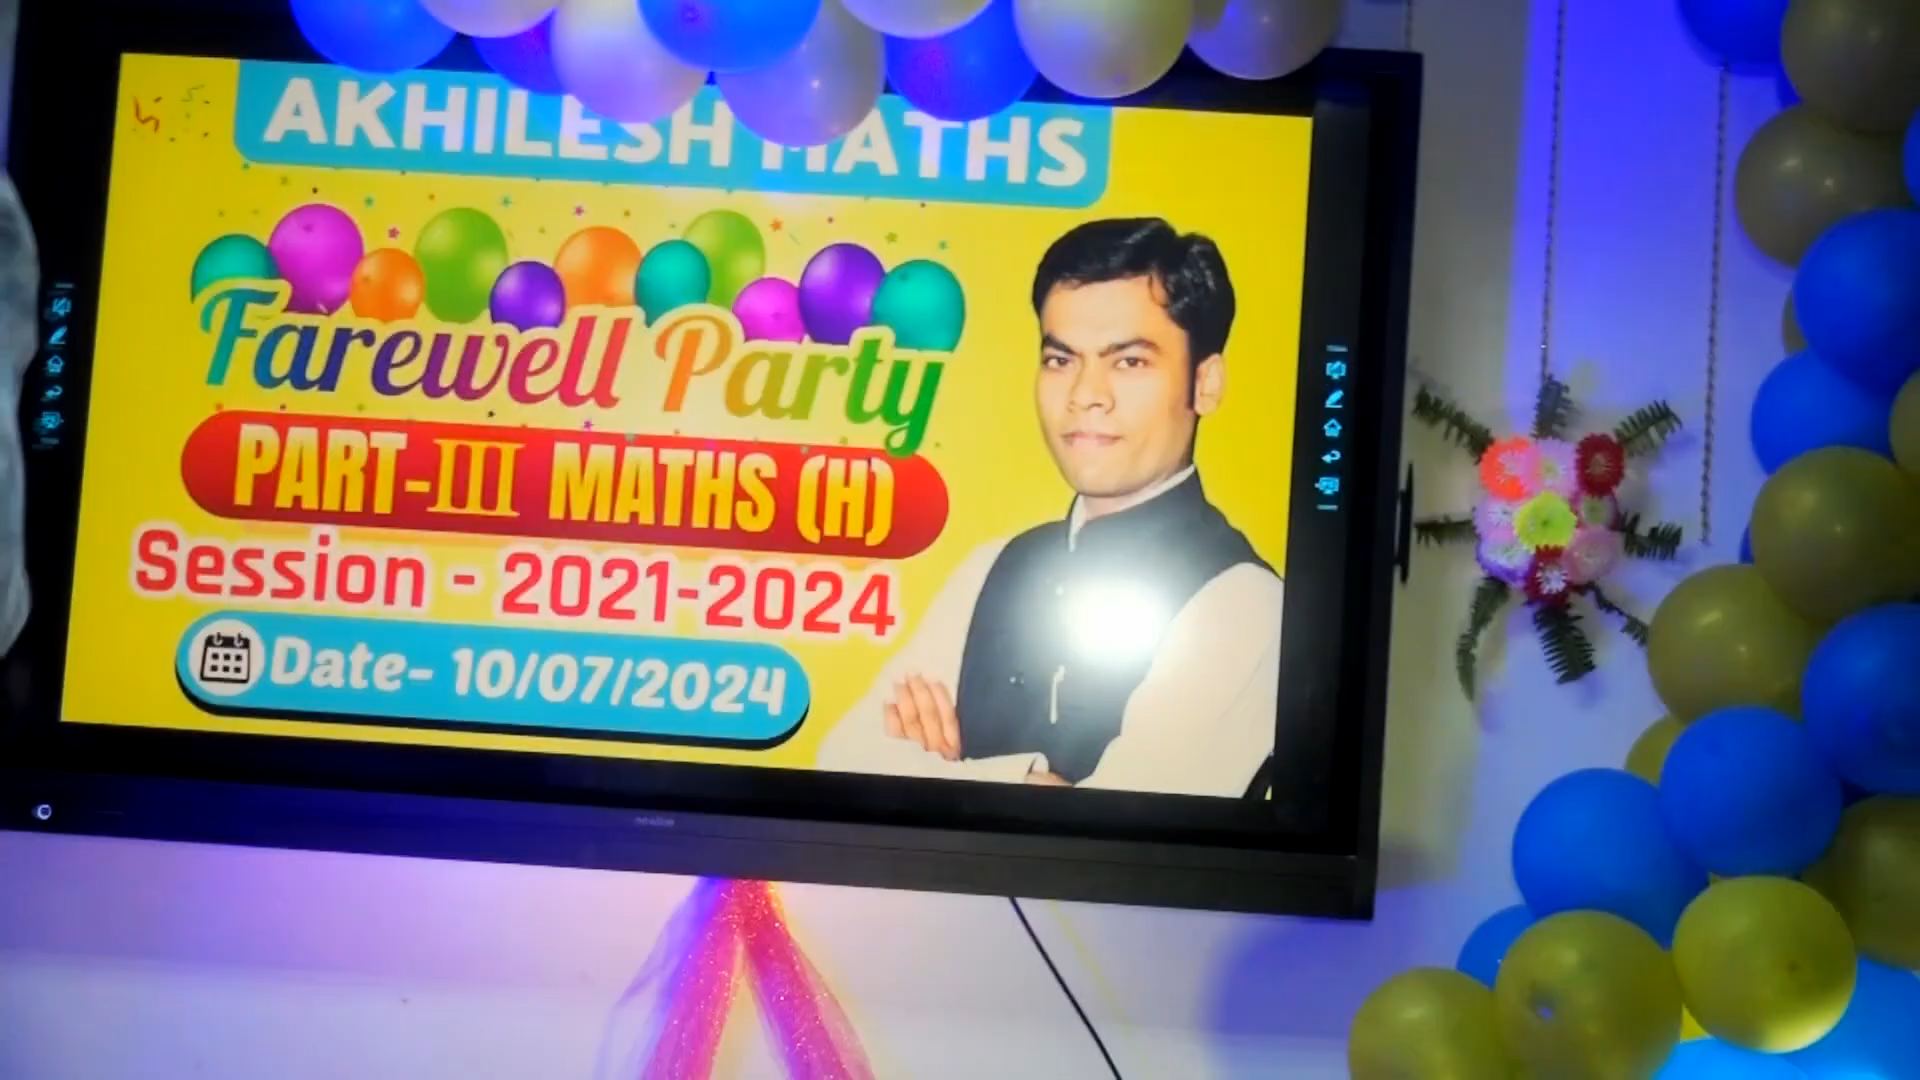 AKHILESH MATHS
Farewell Party
PART-III MATHS (H)
Session - 2021-2024
Date- 10/07/2024